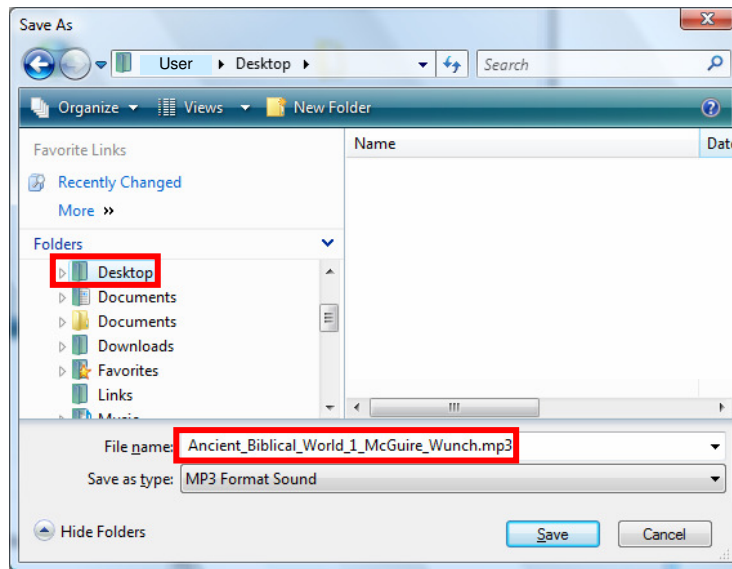 Save As
User Desktop Search
Organize Views New Folder
Favorite Links
Name
Date
Recently Changed
More »
Folders
Desktop
Documents
Documents
Downloads
Favorites
Links
Music
File name: Ancient_Biblical_World_1_McGuire_Wunch.mp3
Save as type: MP3 Format Sound
Hide Folders
Save
Cancel